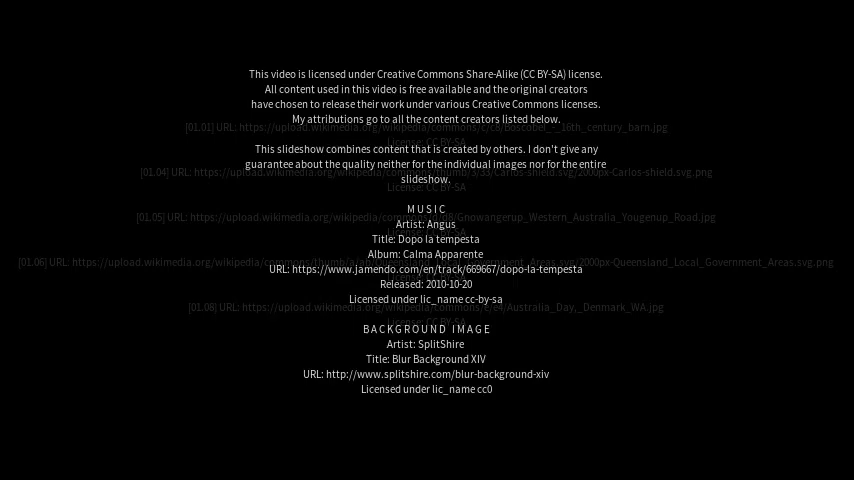 This video is licensed under Creative Commons Share-Alike (CC BY-SA) license.
All content used in this video is free available and the original creators
have chosen to release their work under various Creative Commons licenses.
My attributions go to all the content creators listed below.
[01.01] URL: https://upload.wikimedia.org/wikipedia/commons/c/c8/Boscobel_-_16th_century_barn.jpg
License: CC BY-SA
This slideshow combines content that is created by others. I don't give any
guarantee about the quality neither for the individual images nor for the entire
slideshow.
[01.04] URL: https://upload.wikimedia.org/wikipedia/commons/thumb/3/33/Carlos-shield.svg/2000px-Carlos-shield.svg.png
License: CC BY-SA
M U S I C
Artist: Angus
[01.05] URL: https://upload.wikimedia.org/wikipedia/commons/
Gnowangerup_Western_Australia_Yougenup_Road.jpg
Title: Dopo la tempesta
Album: Calma Apparente
[01.06] URL: https://upload.wikimedia.org/wikipedia/commons/thumb/
Government_Areas.svg/2000px-Queensland_Local_Government_Areas.svg.png
URL: https://www.jamendo.com/en/track/669667/dopo-la-tempesta
Released: 2010-10-20
Licensed under lic_name cc-by-sa
[01.08] URL: https://upload.wikimedia.org/wikipedia/commons/e/e4/Australia_Day,_Denmark_WA.jpg
License: CC BY-SA
B A C K G R O U N D   I M A G E
Artist: SplitShire
Title: Blur Background XIV
URL: http://www.splitshire.com/blur-background-xiv
Licensed under lic_name cc0